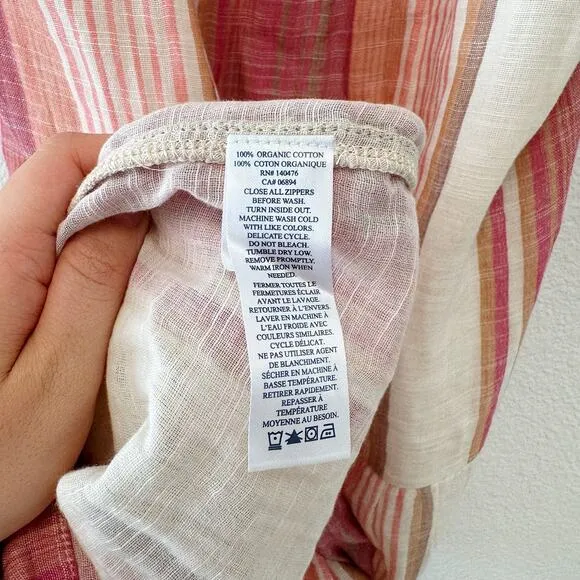 100% ORGANIC COTTON
100% COTON ORGANIQUE
RN# 140476
CA# 06894
CLOSE ALL ZIPPERS
BEFORE WASH.
TURN INSIDE OUT.
MACHINE WASH COLD
WITH LIKE COLORS.
DELICATE CYCLE.
DO NOT BLEACH.
TUMBLE DRY LOW.
REMOVE PROMPTLY.
WARM IRON WHEN
NEEDED.
FERMER TOUTES LE
FERMETURES ÉCLAIR
AVANT LE LAVAGE.
RETOURNER À L'ENVERS.
LAVER EN MACHINE À
L'EAU FROIDE AVEC
COULEURS SIMILAIRES.
CYCLE DÉLICAT.
NE PAS UTILISER AGENT
DE BLANCHIMENT.
SÉCHER EN MACHINE À
BASSE TEMPÉRATURE.
RETIRER RAPIDEMENT.
REPASSER À
TEMPÉRATURE
MOYENNE AU BESOIN.